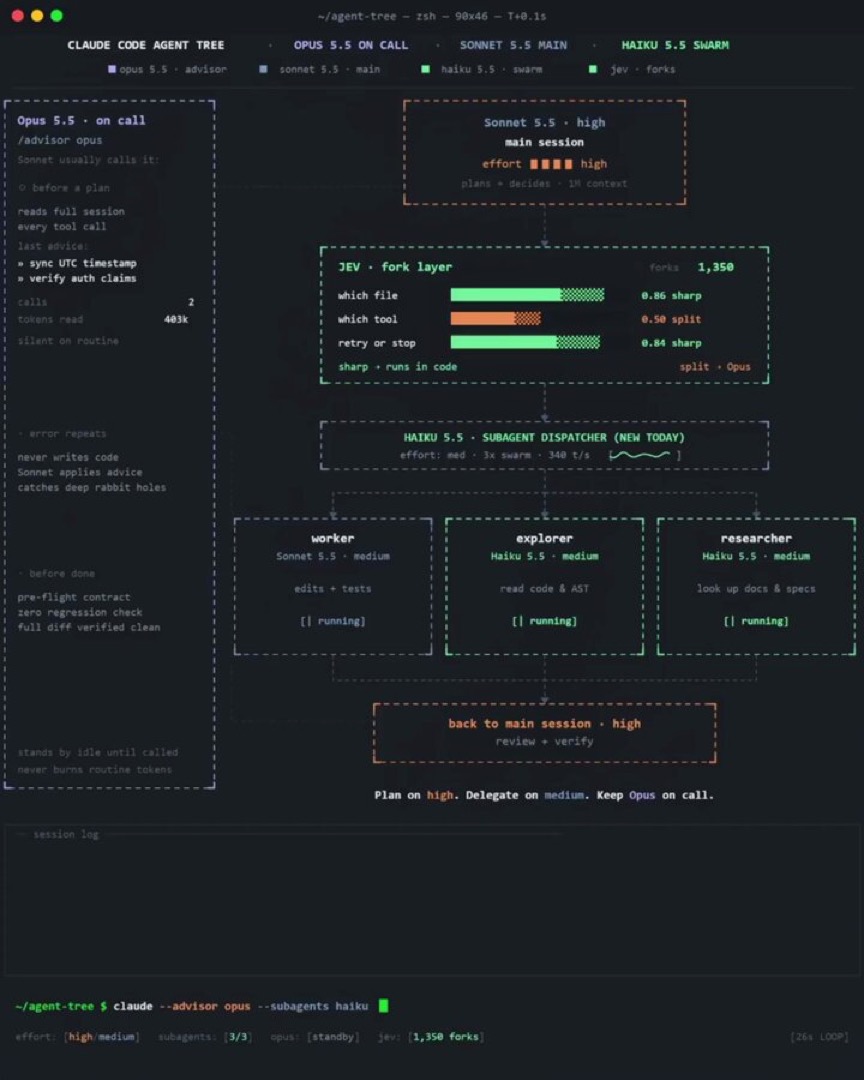 ~/agent-tree — zsh — 90x46 — T+0.1s
CLAUDE CODE AGENT TREE · OPUS 5.5 ON CALL · SONNET 5.5 MAIN · HAIKU 5.5 SWARM
opus 5.5 · advisor sonnet 5.5 · main haiku 5.5 · swarm jev · forks
Opus 5.5 · on call
/advisor opus
Sonnet usually calls it:
before a plan
reads full session
every tool call
last advice:
» sync UTC timestamp
» verify auth claims
calls 2
tokens read 403k
silent on routine
· error repeats
never writes code
Sonnet applies advice
catches deep rabbit holes
· before done
pre-flight contract
zero regression check
full diff verified clean
stands by idle until called
never burns routine tokens
Sonnet 5.5 · high
main session
effort high
plans + decides · 1M context
JEV · fork layer forks 1,350
which file 0.86 sharp
which tool 0.50 split
retry or stop 0.84 sharp
sharp → runs in code split → Opus
HAIKU 5.5 · SUBAGENT DISPATCHER (NEW TODAY)
effort: med · 3x swarm · 340 t/s [ ]
worker
Sonnet 5.5 · medium
edits + tests
[| running]
explorer
Haiku 5.5 · medium
read code & AST
[| running]
researcher
Haiku 5.5 · medium
look up docs & specs
[| running]
back to main session · high
review + verify
Plan on high. Delegate on medium. Keep Opus on call.
session log
~/agent-tree $ claude --advisor opus --subagents haiku
effort: [high/medium] subagents: [3/3] opus: [standby] jev: [1,350 forks] [26s LOOP]